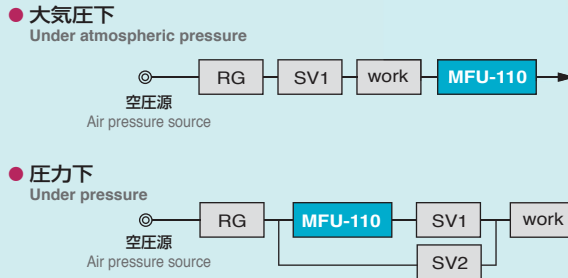 ● 大気圧下
Under atmospheric pressure
RG SV1 work MFU-110
空圧源
Air pressure source
● 圧力下
Under pressure
RG MFU-110 SV1 work
空圧源
Air pressure source
SV2